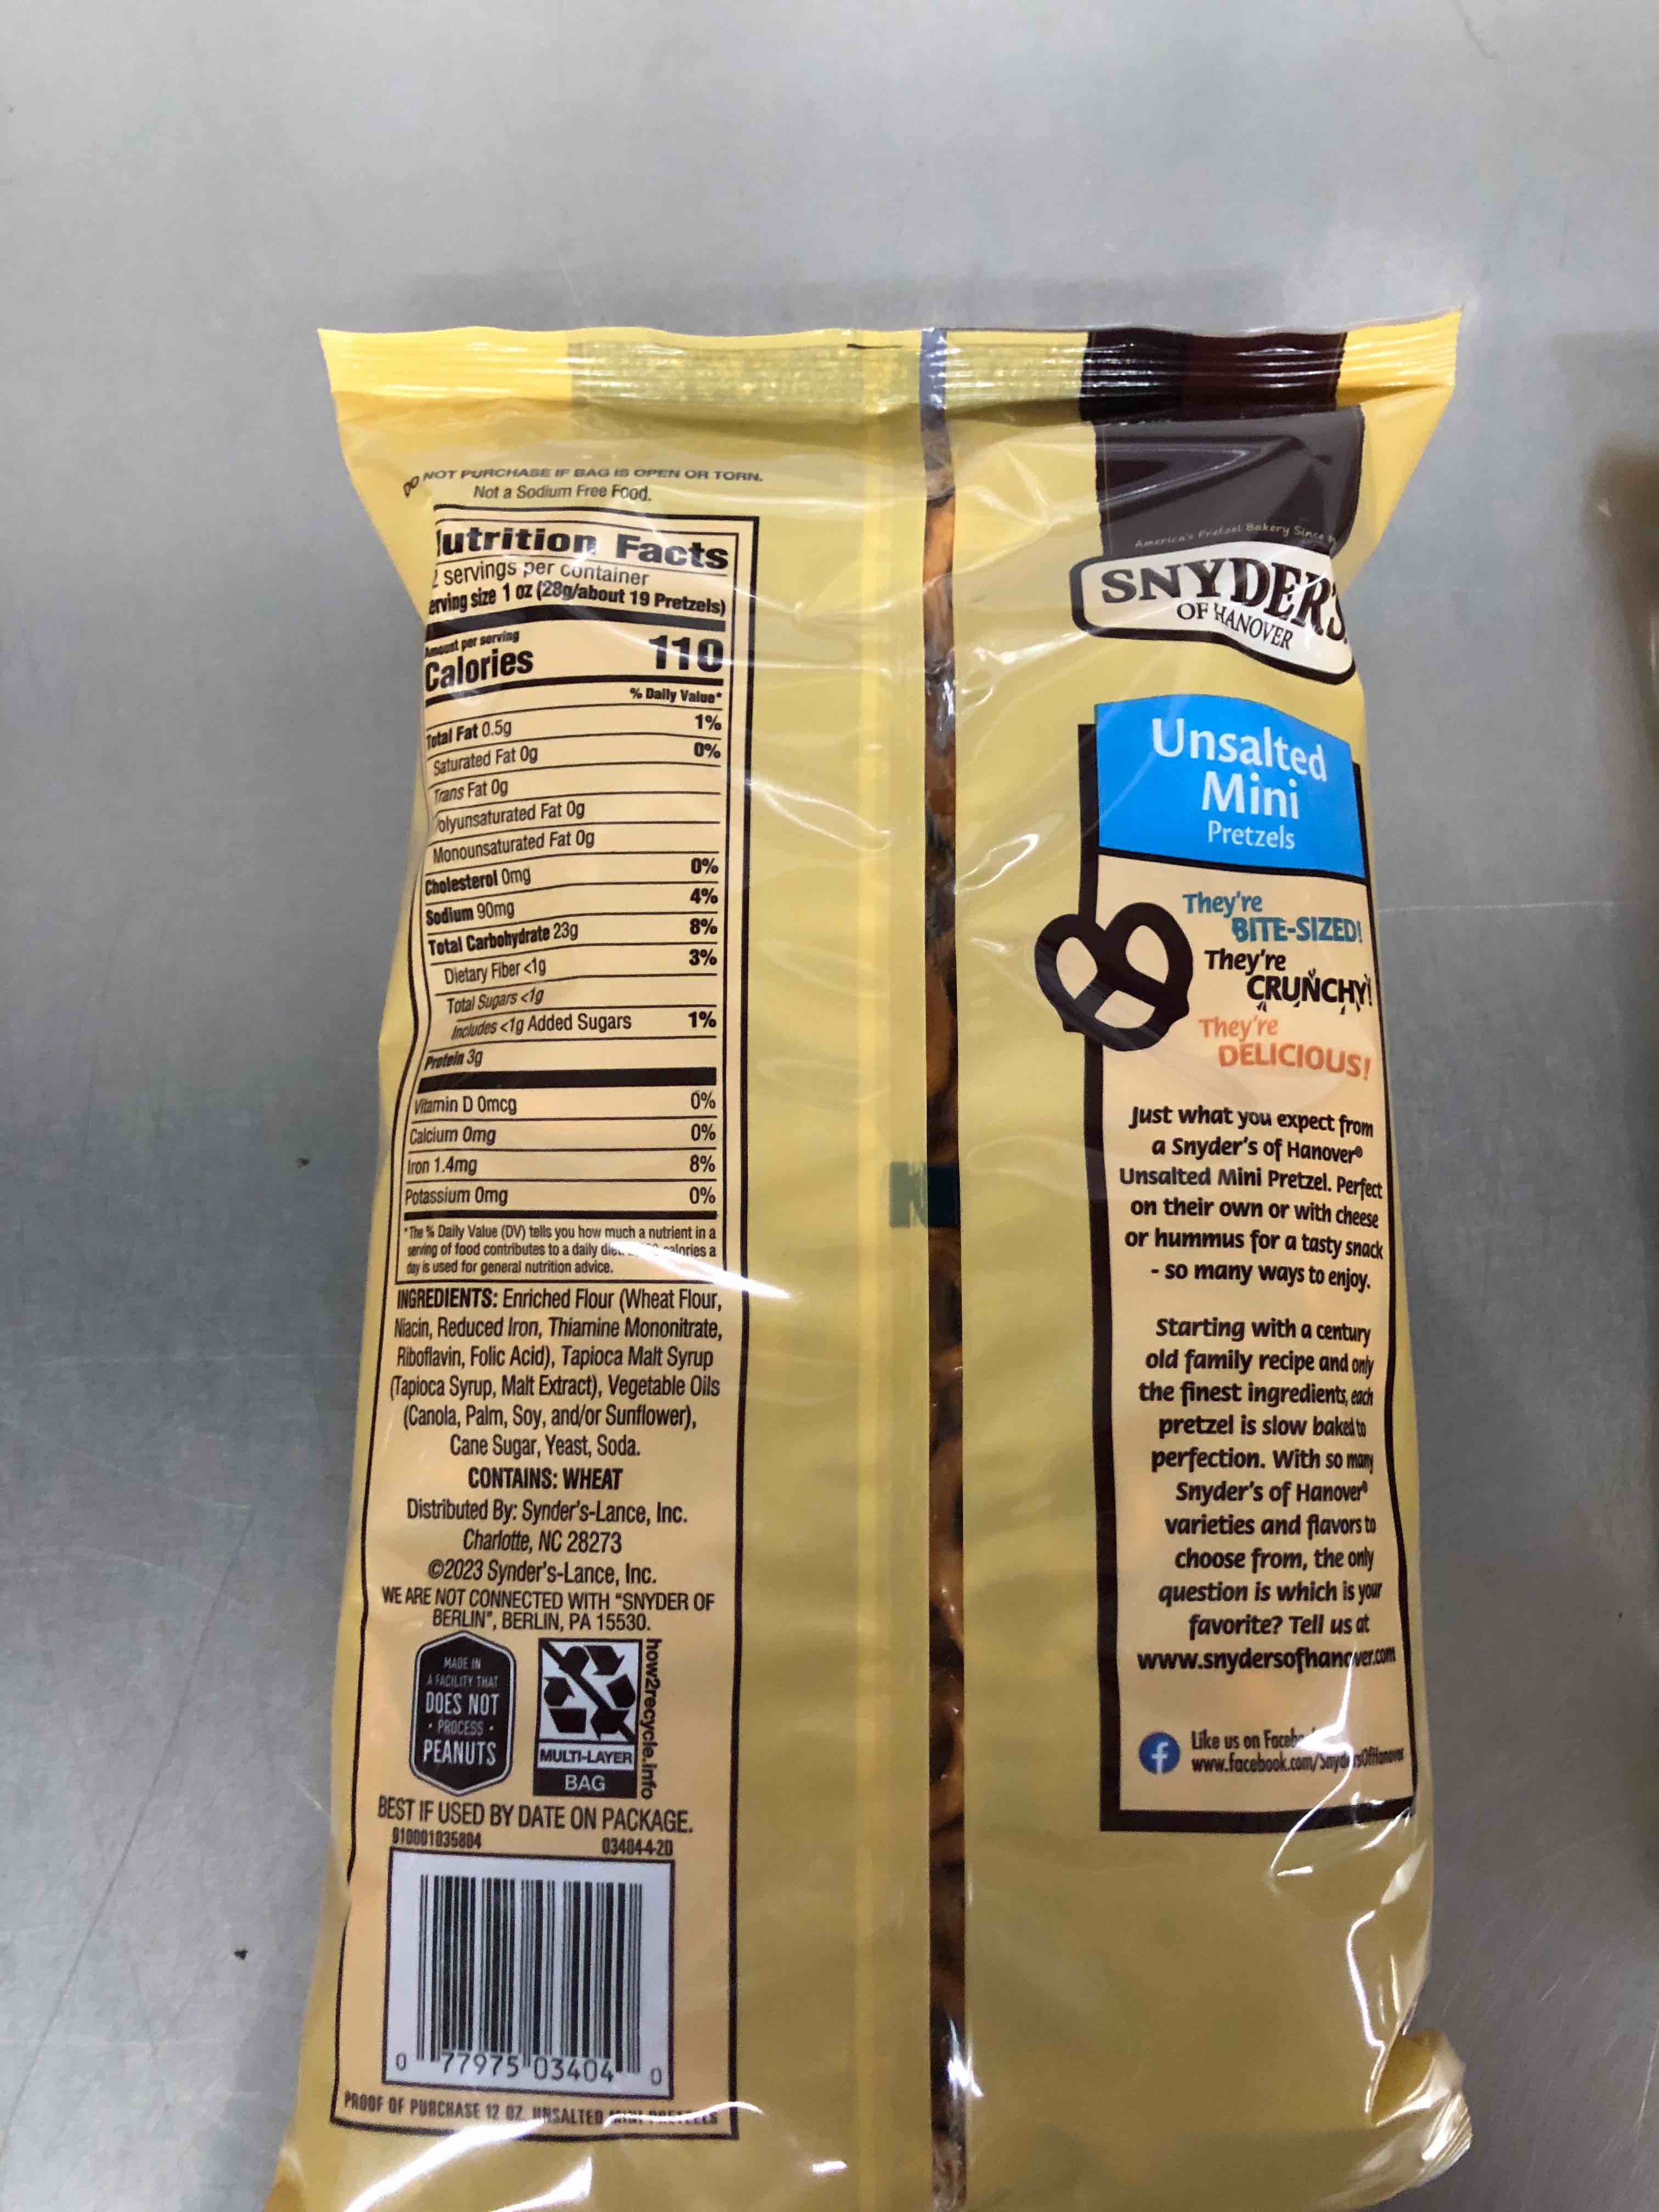 DO NOT PURCHASE IF BAG IS OPEN OR TORN.
Not a Sodium Free Food.
utrition Facts
2 servings per container
erving size 1 oz (28g/about 19 Pretzels)
Amount per serving
Calories 110
% Daily Value*
Total Fat 0.5g 1%
Saturated Fat 0g 0%
Trans Fat 0g
olyunsaturated Fat 0g
Monounsaturated Fat 0g
Cholesterol 0mg 0%
Sodium 90mg 4%
Total Carbohydrate 23g 8%
Dietary Fiber <1g 3%
Total Sugars <1g
Includes <1g Added Sugars 1%
Protein 3g
Vitamin D 0mcg 0%
Calcium 0mg 0%
Iron 1.4mg 8%
Potassium 0mg 0%
*The % Daily Value (DV) tells you how much a nutrient in a
serving of food contributes to a daily calories a
day is used for general nutrition advice.
INGREDIENTS: Enriched Flour (Wheat Flour,
Niacin, Reduced Iron, Thiamine Mononitrate,
Riboflavin, Folic Acid), Tapioca Malt Syrup
(Tapioca Syrup, Malt Extract), Vegetable Oils
(Canola, Palm, Soy, and/or Sunflower),
Cane Sugar, Yeast, Soda.
CONTAINS: WHEAT
Distributed By: Synder's-Lance, Inc.
Charlotte, NC 28273
©2023 Synder's-Lance, Inc.
WE ARE NOT CONNECTED WITH "SNYDER OF
BERLIN", BERLIN, PA 15530.
MADE IN
A FACILITY THAT
DOES NOT
• PROCESS •
PEANUTS
MULTI-LAYER
BAG
how2recycle.info
BEST IF USED BY DATE ON PACKAGE.
910001035804 03404-4-2D
0 77975 03404 0
PROOF OF PURCHASE 12 OZ. UNSALTED MINI PRETZELS
America's Pretzel Bakery Since
SNYDER'S
OF HANOVER
Unsalted
Mini
Pretzels
They're
BITE-SIZED!
They're
CRUNCHY!
They're
DELICIOUS!
Just what you expect from
a Snyder's of Hanover®
Unsalted Mini Pretzel. Perfect
on their own or with cheese
or hummus for a tasty snack
- so many ways to enjoy.
Starting with a century
old family recipe and only
the finest ingredients, each
pretzel is slow baked to
perfection. With so many
Snyder's of Hanover®
varieties and flavors to
choose from, the only
question is which is your
favorite? Tell us at
www.snydersofhanover.com
Like us on Facebo
www.facebook.com/SnydersOfHanover